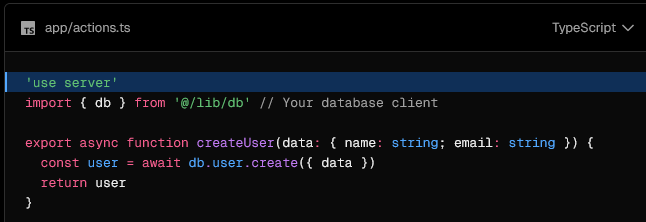 TS app/actions.ts TypeScript
'use server'
import { db } from '@/lib/db' // Your database client
export async function createUser(data: { name: string; email: string }) {
const user = await db.user.create({ data })
return user
}